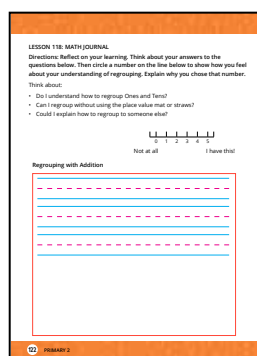 LESSON 118: MATH JOURNAL
Directions: Reflect on your learning. Think about your answers to the
questions below. Then circle a number on the line below to show how you feel
about your understanding of regrouping. Explain why you chose that number.
Think about:
• Do I understand how to regroup Ones and Tens?
• Can I regroup without using the place value mat or straws?
• Could I explain how to regroup to someone else?
0 1 2 3 4 5
Not at all I have this!
Regrouping with Addition
122 PRIMARY 2